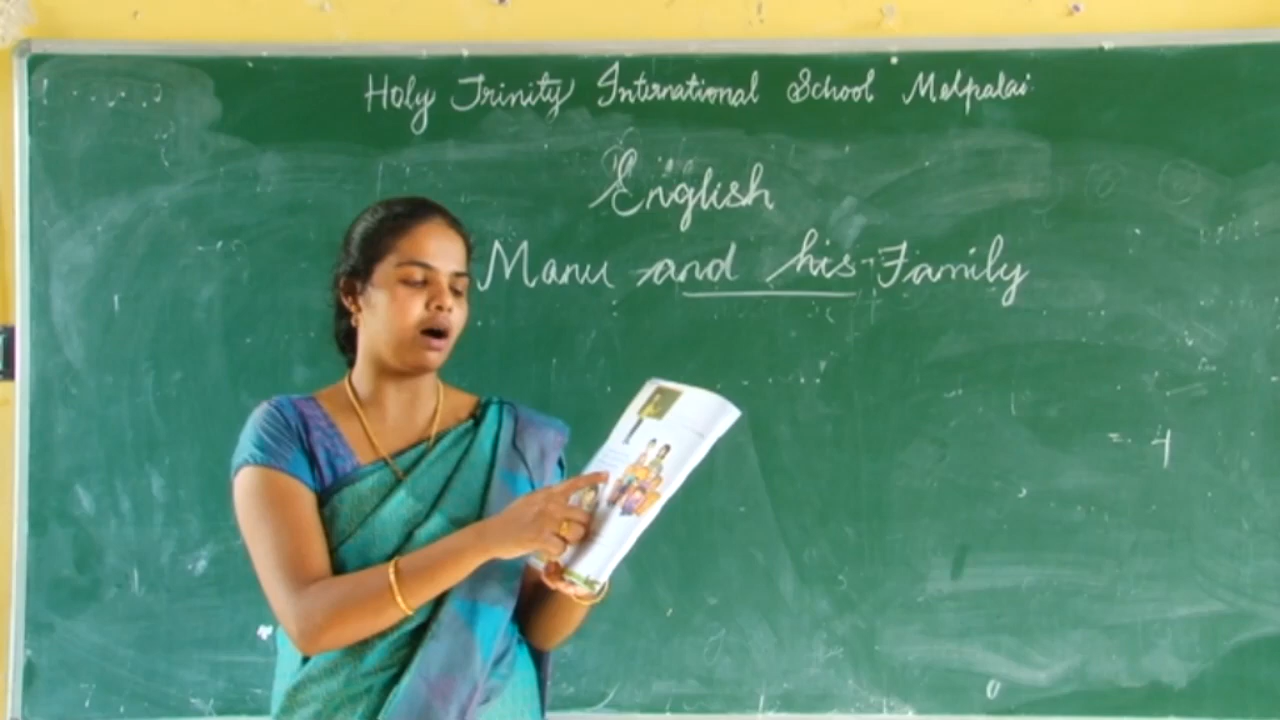 Holy Trinity International School Melpalai
English
Manu and his Family